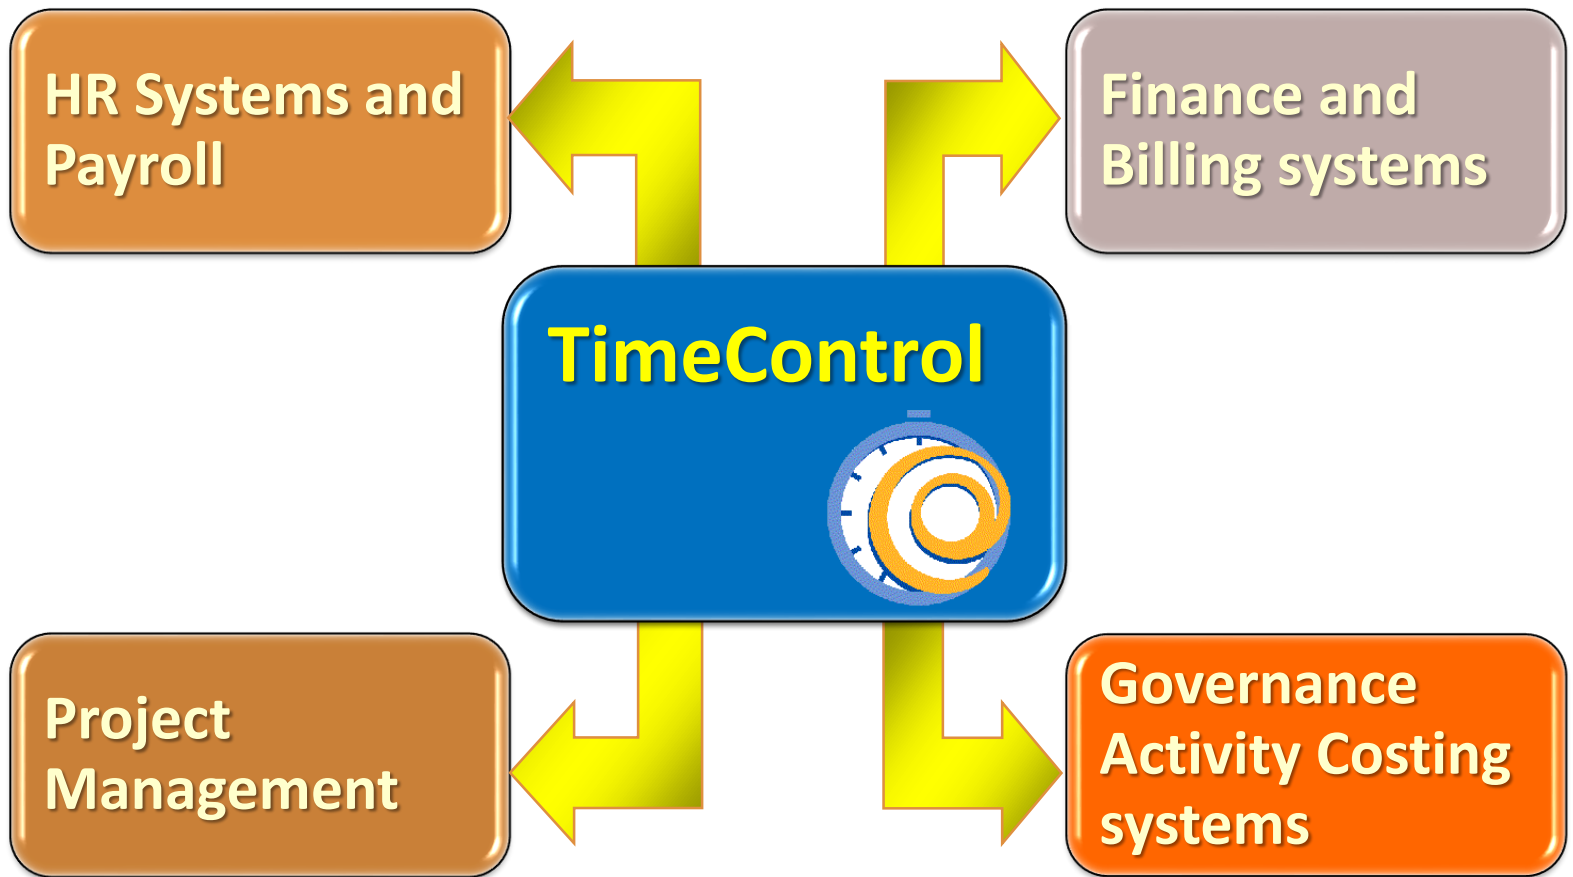 HR Systems and
Payroll
Finance and
Billing systems
TimeControl
Project
Management
Governance
Activity Costing
systems